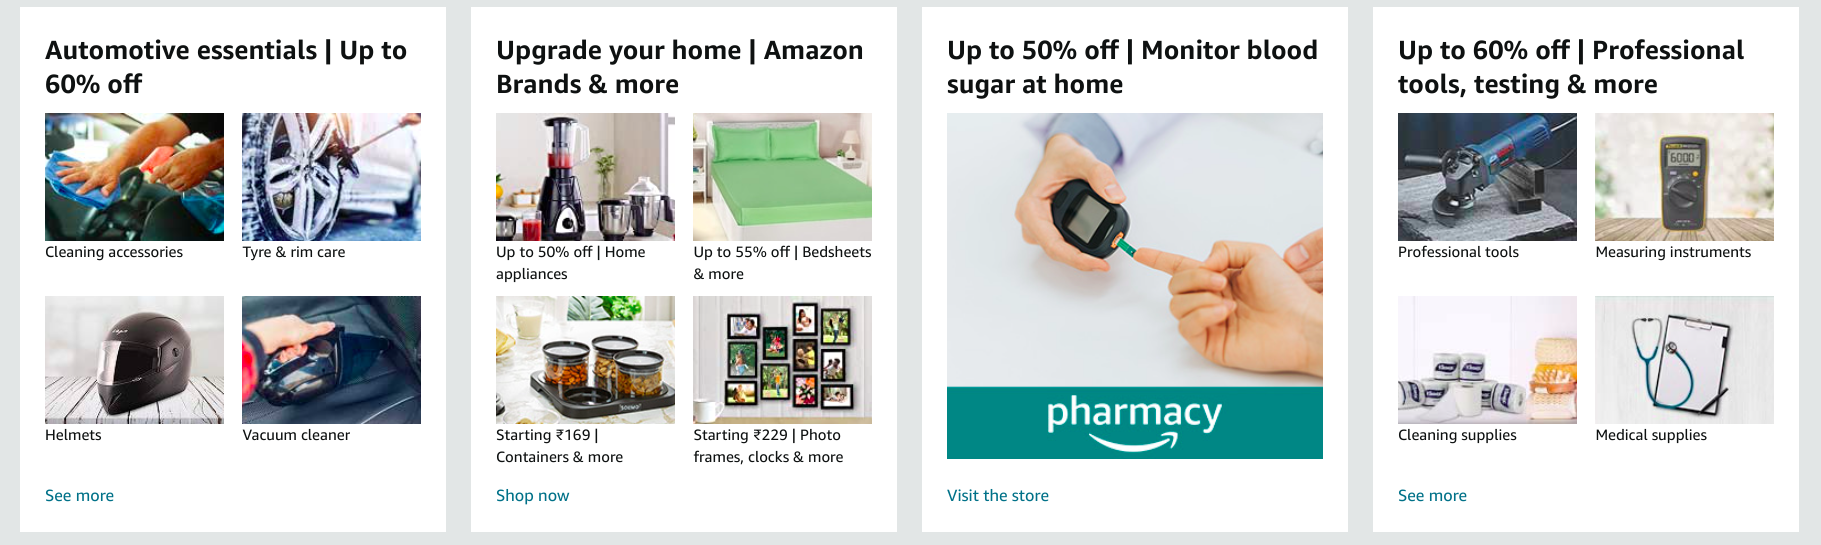 Automotive essentials | Up to
60% off
Cleaning accessories
Tyre & rim care
Helmets
Vacuum cleaner
See more
Upgrade your home | Amazon
Brands & more
Up to 50% off | Home
appliances
Up to 55% off | Bedsheets
& more
Starting ₹169 |
Containers & more
Starting ₹229 | Photo
frames, clocks & more
Shop now
Up to 50% off | Monitor blood
sugar at home
pharmacy
Visit the store
Up to 60% off | Professional
tools, testing & more
Professional tools
6000
Measuring instruments
Cleaning supplies
Medical supplies
See more